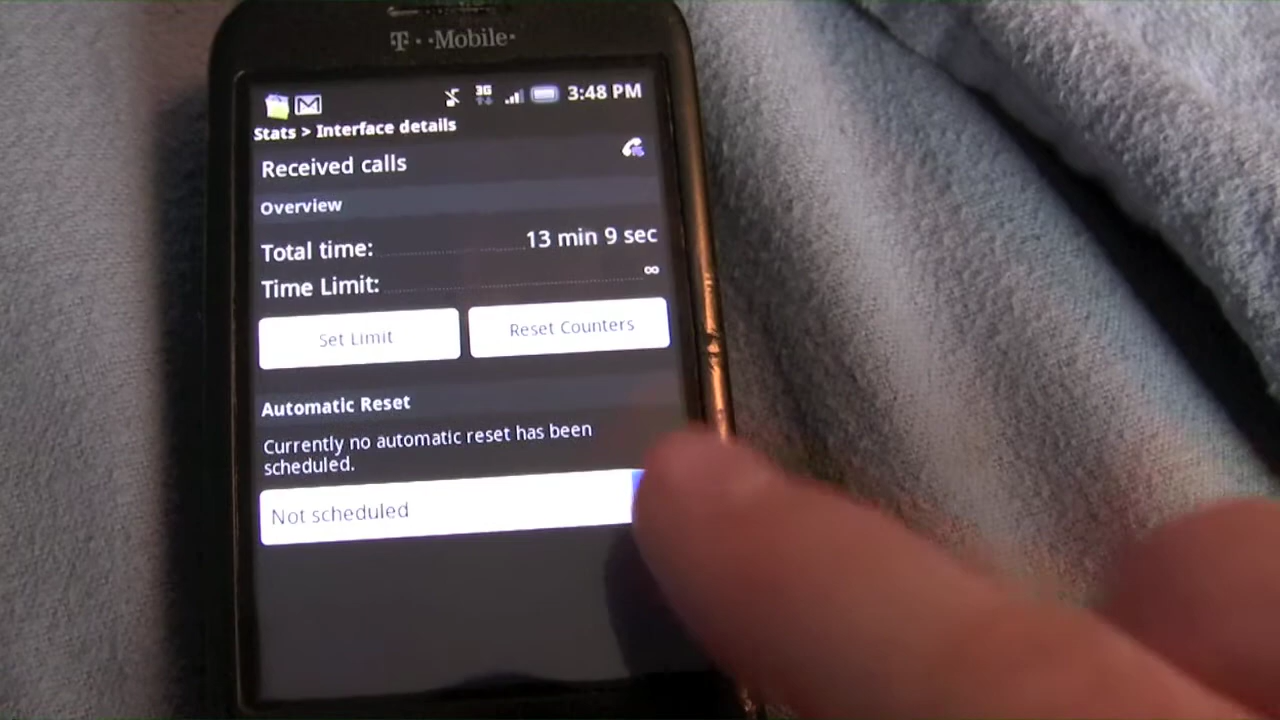 T··Mobile·
3G 3:48 PM
Stats > Interface details
Received calls
Overview
Total time: 13 min 9 sec
Time Limit: ∞
Set Limit Reset Counters
Automatic Reset
Currently no automatic reset has been
scheduled.
Not scheduled